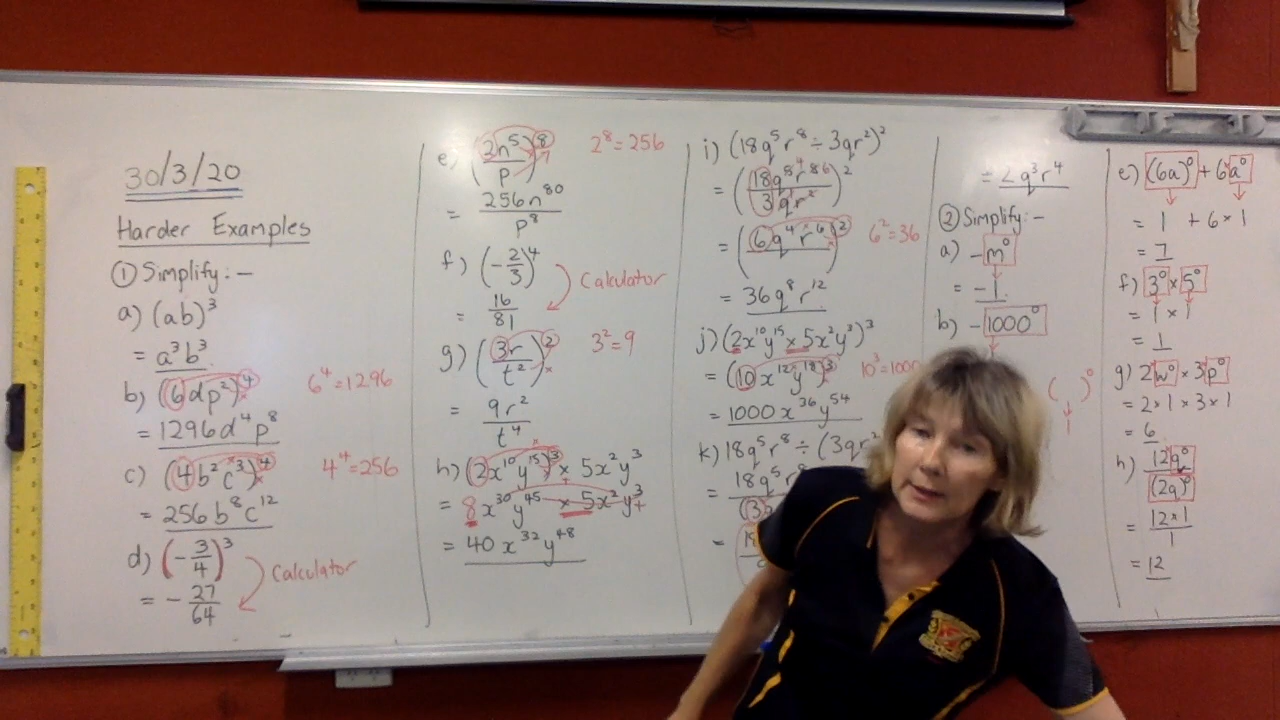 30/3/20
Harder Examples
① Simplify:-
a) (ab)³
= a³b³
b) (6dp²)⁴
6⁴=1296
= 1296d⁴p⁸
c) (4b²c³)⁴
4⁴=256
= 256b⁸c¹²
d) (-3/4)³
Calculator
= -27/64
e) (2n⁵/p)⁸
2⁸=256
= 256n⁸⁰/p⁸
f) (-2/3)⁴
Calculator
= 16/81
g) (3r/t²)²
3²=9
= 9r²/t⁴
h) (2x¹⁰y¹⁵)³ × 5x²y³
= 8x³⁰y⁴⁵ × 5x²y³
= 40x³²y⁴⁸
i) (18q⁵r⁸ ÷ 3qr²)²
= (18q⁵r⁸/3qr²)²
= (6q⁴r⁶)²
6²=36
= 36q⁸r¹²
j) (2x¹⁰y¹⁵ × 5x²y³)³
= (10x¹²y¹⁸)³
10³=1000
= 1000x³⁶y⁵⁴
k) 18q⁵r⁸ ÷ (3qr²
= 18q⁵r⁸
(3
=
= 2q³r⁴
② Simplify:-
a) -m⁰
= -1
b) -1000⁰
( )⁰
1
e) (6a)⁰ + 6a⁰
= 1 + 6×1
= 7
f) 3⁰×5⁰
= 1×1
= 1
g) 2w⁰×3p⁰
= 2×1×3×1
= 6
h) 12q⁰/(2q)⁰
= 12×1/1
= 12